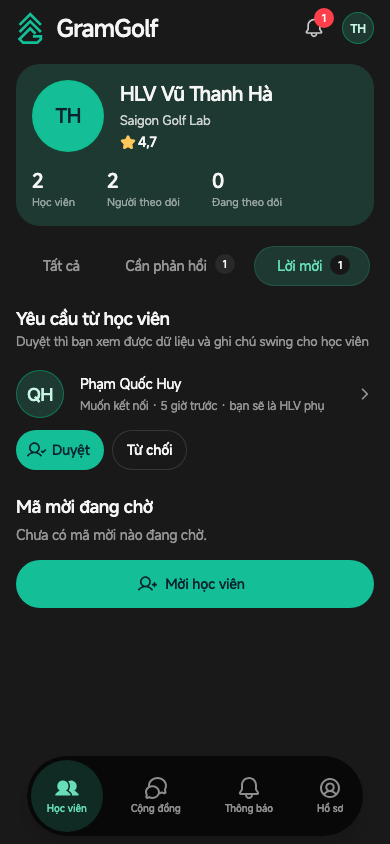 GramGolf
1
TH
TH
HLV Vũ Thanh Hà
Saigon Golf Lab
4,7
2
2
0
Học viên
Người theo dõi
Đang theo dõi
Tất cả
Cần phản hồi 1
Lời mời 1
Yêu cầu từ học viên
Duyệt thì bạn xem được dữ liệu và ghi chú swing cho học viên
QH
Phạm Quốc Huy
Muốn kết nối · 5 giờ trước · bạn sẽ là HLV phụ
Duyệt
Từ chối
Mã mời đang chờ
Chưa có mã mời nào đang chờ.
Mời học viên
Học viên
Cộng đồng
Thông báo
Hồ sơ